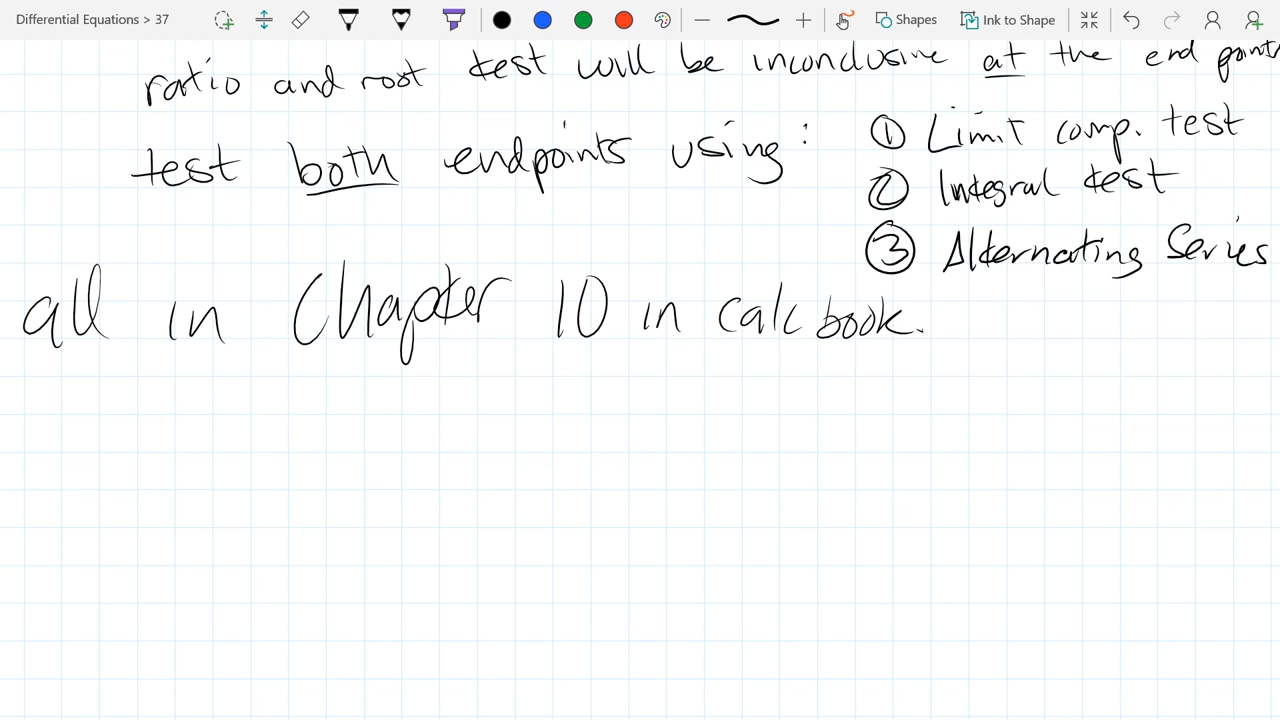 Differential Equations > 37
Shapes
Ink to Shape
ratio and root test will be inconclusive at the end points
test both endpoints using:
① Limit comp. test
② Integral test
③ Alternating Series
all in Chapter 10 in calc book.